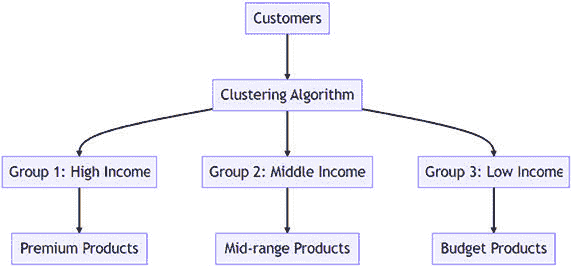 Customers
Clustering Algorithm
Group 1: High Income
Group 2: Middle Income
Group 3: Low Income
Premium Products
Mid-range Products
Budget Products